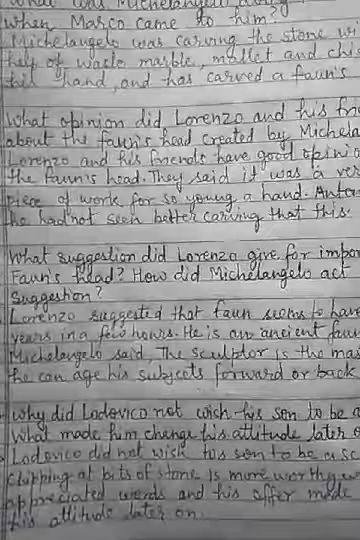 What was Michelangelo doing
when Marco came to him?
Michelangelo was carving the stone wi
help of waste marble, mallet and chis
his hand, and has carved a faun's
What opinion did Lorenzo and his frie
about the faun's head created by Michela
Lorenzo and his friends have good opinio
the faun's head. They said it was a ver
piece of work for so young a hand.
he had not seen better carving that this.
What suggestion did Lorenzo give for impor
Faun's head? How did Michelangelo act
Suggestion?
Lorenzo suggested that faun seems to have
years in a few hours. He is an ancient faun
Michelangelo said, The sculptor is the mas
he can age his subjects forward or back
Why did Lodovico not wish his son to be a
What made him change his attitude later o
Lodovico did not wish his son to be a sc
chipping at bits of stone is more worthy
appreciated words and his offer made
his attitude later on.